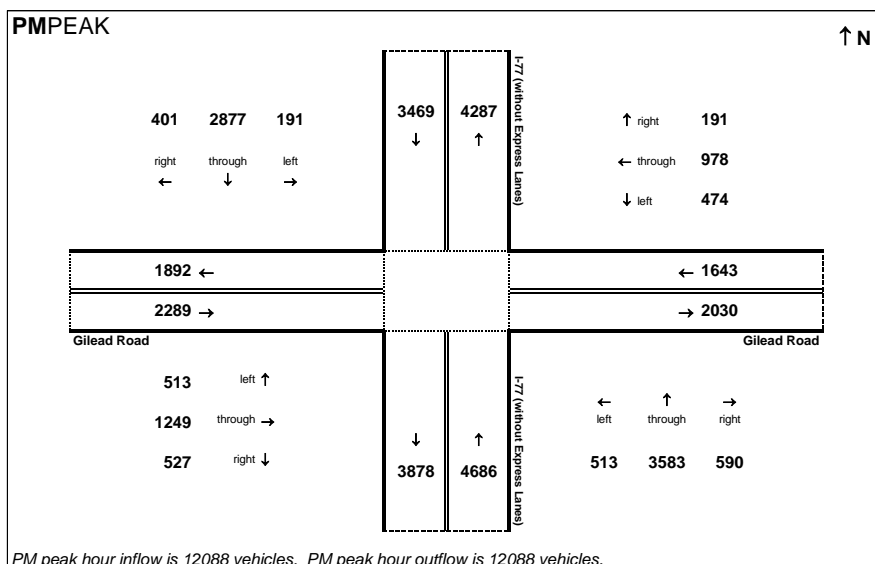 PMPEAK
↑ N
401 2877 191
right through left
← ↓ →
3469 4287
↓ ↑
I-77 (without Express Lanes)
↑ right 191
← through 978
↓ left 474
1892 ←
← 1643
2289 →
→ 2030
Gilead Road
Gilead Road
513 left ↑
1249 through →
527 right ↓
↓ ↑
3878 4686
I-77 (without Express Lanes)
← ↑ →
left through right
513 3583 590
PM peak hour inflow is 12088 vehicles. PM peak hour outflow is 12088 vehicles.